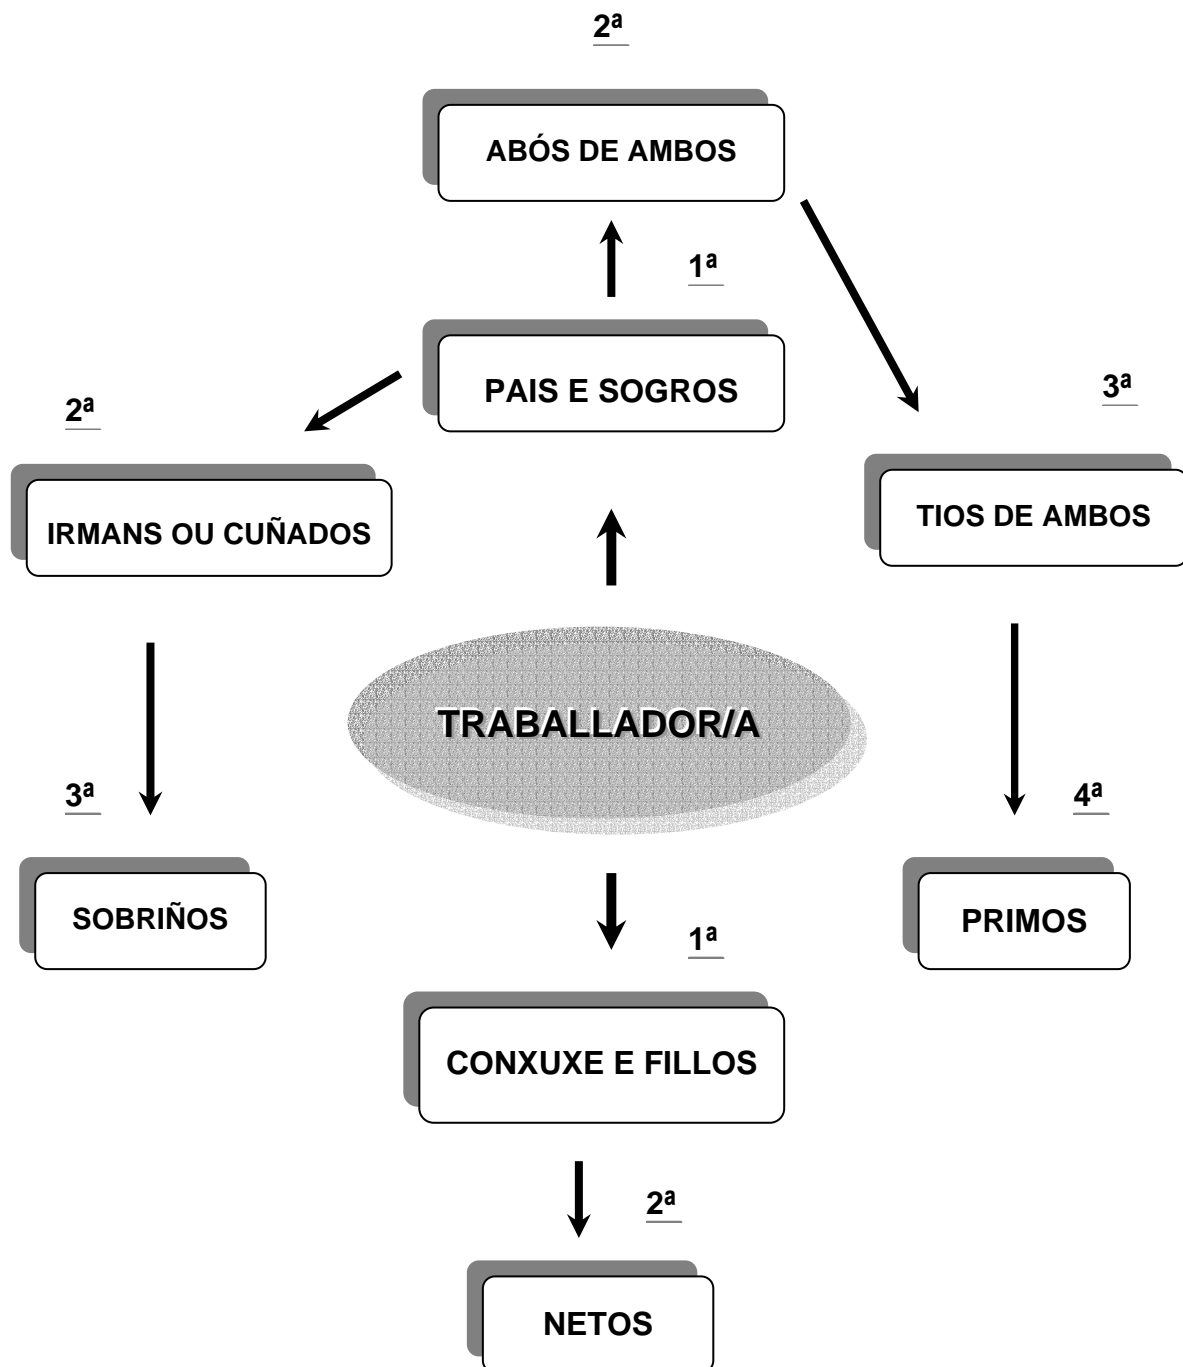 2ª
ABÓS DE AMBOS
1ª
PAIS E SOGROS
2ª
3ª
IRMANS OU CUÑADOS
TIOS DE AMBOS
TRABALLADOR/A
3ª
4ª
SOBRIÑOS
PRIMOS
1ª
CONXUXE E FILLOS
2ª
NETOS